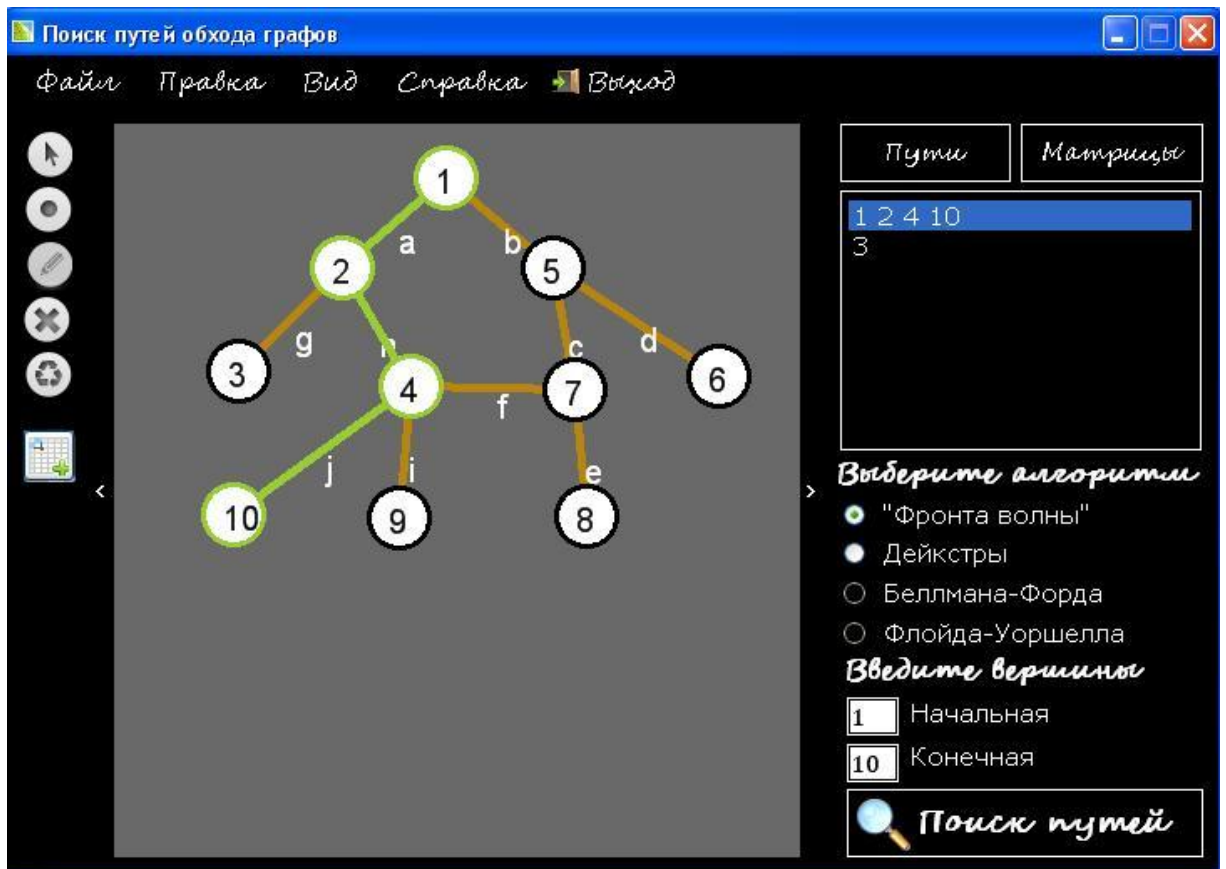 Поиск путей обхода графов
Файл Правка Вид Справка Выход
Пути Матрицы
1 2 4 10
3
1
a b
2 5
g c d
3 4 7 6
f
j i e
10 9 8
< >
Выберите алгоритм
"Фронта волны"
Дейкстры
Беллмана-Форда
Флойда-Уоршелла
Введите вершины
1 Начальная
10 Конечная
Поиск путей